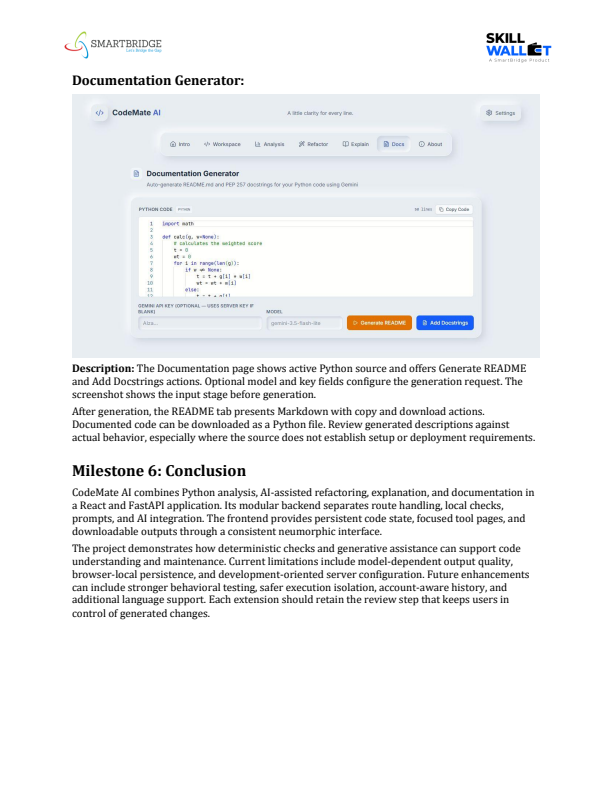 SMARTBRIDGE
Let's Bridge the Gap
SKILL
WALLET
A SmartBridge Product
Documentation Generator:
CodeMate AI
A little clarity for every line.
Settings
Intro
Workspace
Analysis
Refactor
Explain
Docs
About
Documentation Generator
Auto-generate README.md and PEP 257 docstrings for your Python code using Gemini
PYTHON CODE
Copy Code
1 import math
2
3 def calc(g, w=None):
4 # calculates the weighted score
5 t = 0
6 wt = 0
7 for i in range(len(g)):
8 if w != None:
9 t = t + g[i] * w[i]
10 wt = wt + w[i]
11 else:
12 t = t + g[i]
GEMINI API KEY (OPTIONAL — USES SERVER KEY IF
BLANK)
MODEL
AIza...
gemini-3.5-flash-lite
Generate README
Add Docstrings
Description: The Documentation page shows active Python source and offers Generate README
and Add Docstrings actions. Optional model and key fields configure the generation request. The
screenshot shows the input stage before generation.
After generation, the README tab presents Markdown with copy and download actions.
Documented code can be downloaded as a Python file. Review generated descriptions against
actual behavior, especially where the source does not establish setup or deployment requirements.
Milestone 6: Conclusion
CodeMate AI combines Python analysis, AI-assisted refactoring, explanation, and documentation in
a React and FastAPI application. Its modular backend separates route handling, local checks,
prompts, and AI integration. The frontend provides persistent code state, focused tool pages, and
downloadable outputs through a consistent neumorphic interface.
The project demonstrates how deterministic checks and generative assistance can support code
understanding and maintenance. Current limitations include model-dependent output quality,
browser-local persistence, and development-oriented server configuration. Future enhancements
can include stronger behavioral testing, safer execution isolation, account-aware history, and
additional language support. Each extension should retain the review step that keeps users in
control of generated changes.